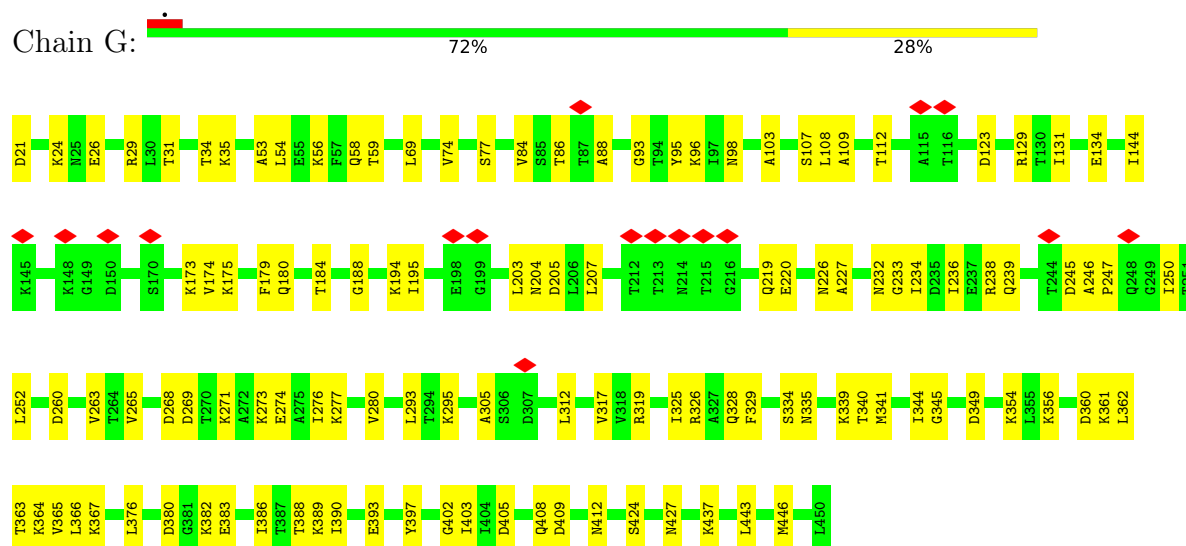 Chain G:
72% 28%
D21 K24 N25 E26 R29 L30 T31 T34 K35 A53 L54 E55 K56 F57 Q58 T59 L69 V74 S77 V84 S85 T86 T87 A88 G93 T94 Y95 K96 I97 N98 A103 S107 L108 A109 T112 A115 T116 D123 R129 T130 I131 E134 I144
K145 K148 G149 D150 S170 K173 V174 K175 F179 Q180 T184 G188 K194 I195 E198 G199 L203 N204 D205 L206 L207 T212 T213 N214 T215 G216 Q219 E220 N226 A227 N232 G233 I234 D235 I236 E237 R238 Q239 T244 D245 A246 P247 Q248 G249 I250
L252 D260 V263 T264 V265 D268 D269 T270 K271 A272 K273 E274 A275 I276 K277 V280 L293 T294 K295 A305 S306 D307 L312 V317 V318 R319 I325 R326 A327 Q328 F329 S334 N335 K339 T340 M341 I344 G345 D349 K354 L355 K356 D360 K361 L362
T363 K364 V365 L366 K367 L376 D380 G381 K382 E383 I386 T387 T388 K389 I390 E393 Y397 G402 I403 I404 D405 Q408 D409 N412 S424 N427 K437 L443 M446 L450